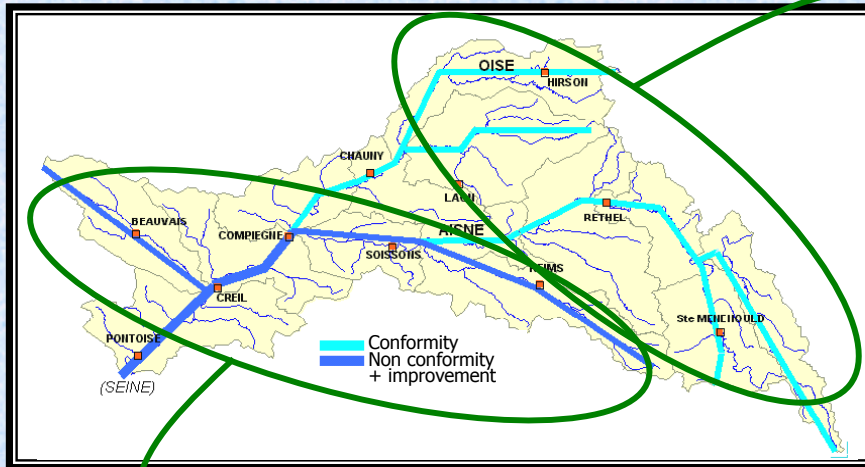 OISE
HIRSON
CHAUNY
LAON
RETHEL
BEAUVAIS
COMPIEGNE
AISNE
SOISSONS
REIMS
CREIL
Ste MENEHOULD
PONTOISE
(SEINE)
Conformity
Non conformity
+ improvement